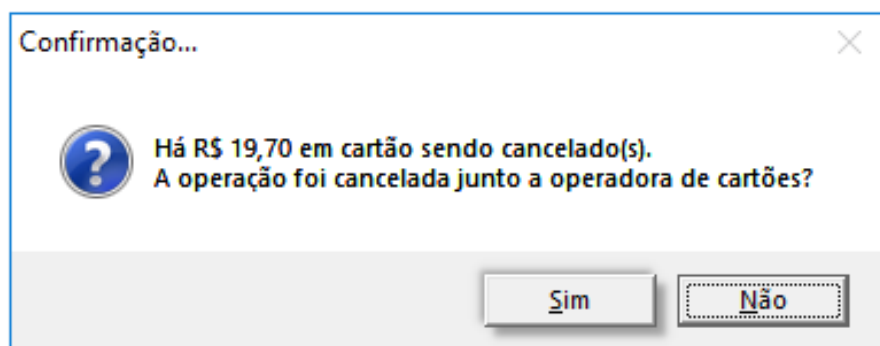 Confirmação...
Há R$ 19,70 em cartão sendo cancelado(s).
A operação foi cancelada junto a operadora de cartões?
Sim
Não